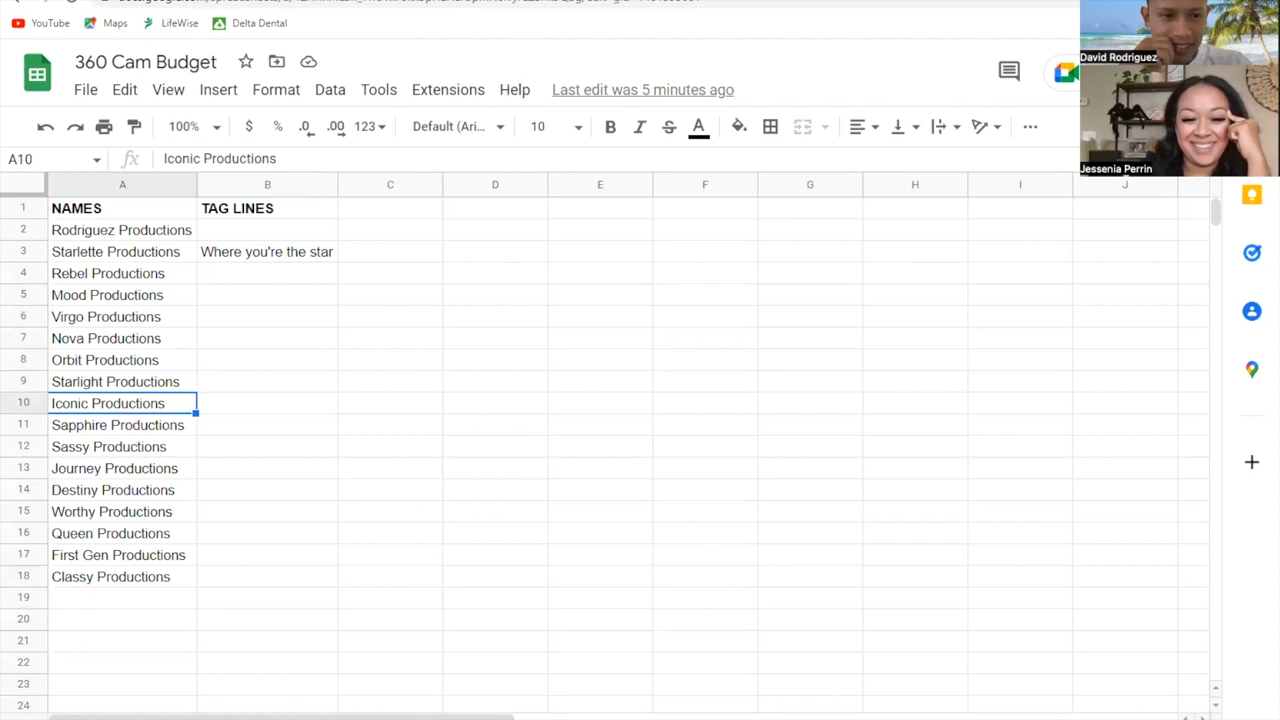 YouTube Maps LifeWise Delta Dental
360 Cam Budget
File Edit View Insert Format Data Tools Extensions Help Last edit was 5 minutes ago
100% $ % .0 .00 123 Default (Ari... 10 B I S A
A10 fx Iconic Productions
A B C D E F G H I J
1 NAMES TAG LINES
2 Rodriguez Productions
3 Starlette Productions Where you're the star
4 Rebel Productions
5 Mood Productions
6 Virgo Productions
7 Nova Productions
8 Orbit Productions
9 Starlight Productions
10 Iconic Productions
11 Sapphire Productions
12 Sassy Productions
13 Journey Productions
14 Destiny Productions
15 Worthy Productions
16 Queen Productions
17 First Gen Productions
18 Classy Productions
19
20
21
22
23
24
David Rodriguez
Jessenia Perrin